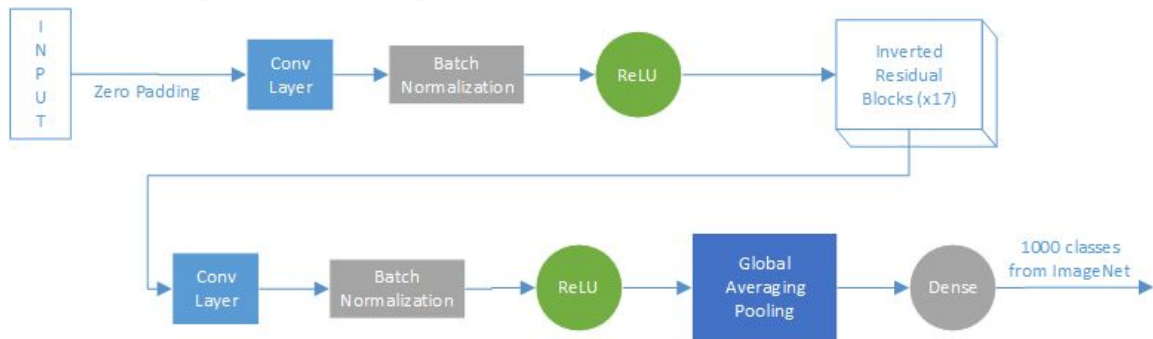 INPUT
Zero Padding
Conv
Layer
Batch
Normalization
ReLU
Inverted
Residual
Blocks (x17)
Conv
Layer
Batch
Normalization
ReLU
Global
Averaging
Pooling
Dense
1000 classes
from ImageNet